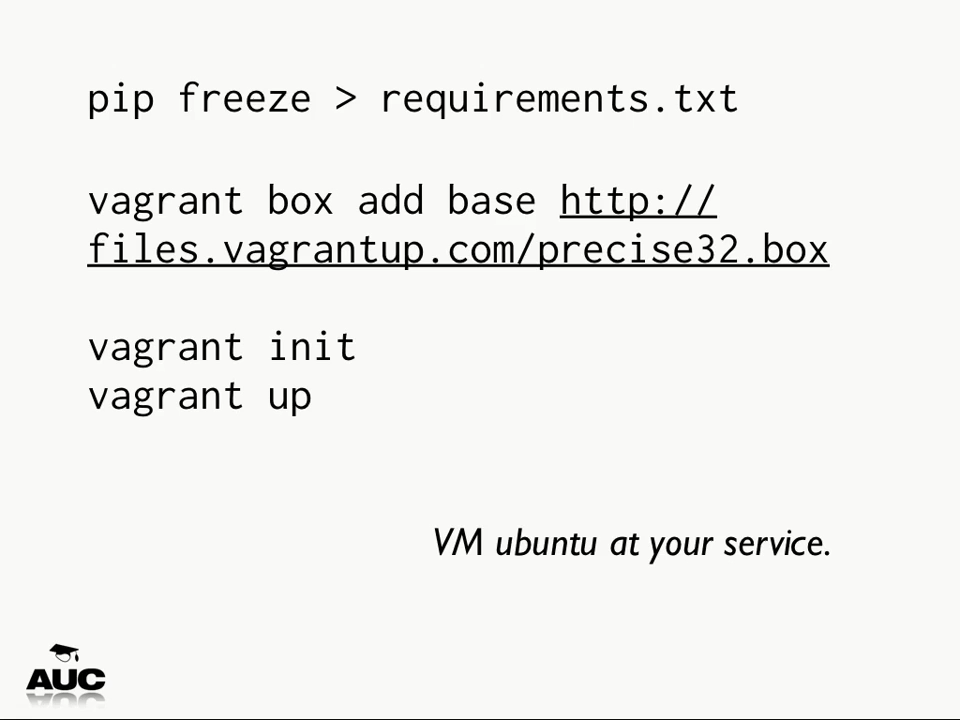 pip freeze > requirements.txt
vagrant box add base http://
files.vagrantup.com/precise32.box
vagrant init
vagrant up
VM ubuntu at your service.
AUC